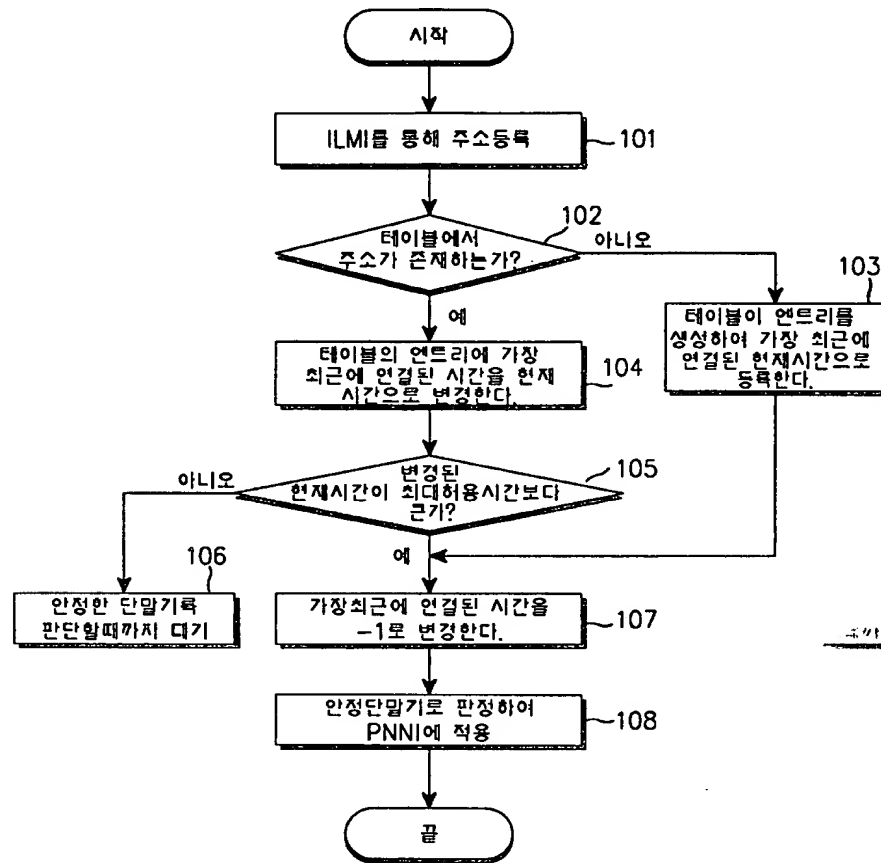 시작
ILMI를 통해 주소등록
101
102
테이블에서
주소가 존재하는가?
아니오
예
103
테이블이 엔트리를
생성하여 가장 최근에
연결된 현재시간으로
등록한다.
테이블의 엔트리에 가장
최근에 연결된 시간을 현재
시간으로 변경한다.
104
변경된
현재시간이 최대허용시간보다
큰가?
105
아니오
예
106
안정한 단말기록
판단할때까지 대기
가장최근에 연결된 시간을
-1로 변경한다.
107
안정단말기로 판정하여
PNNI에 적용
108
끝